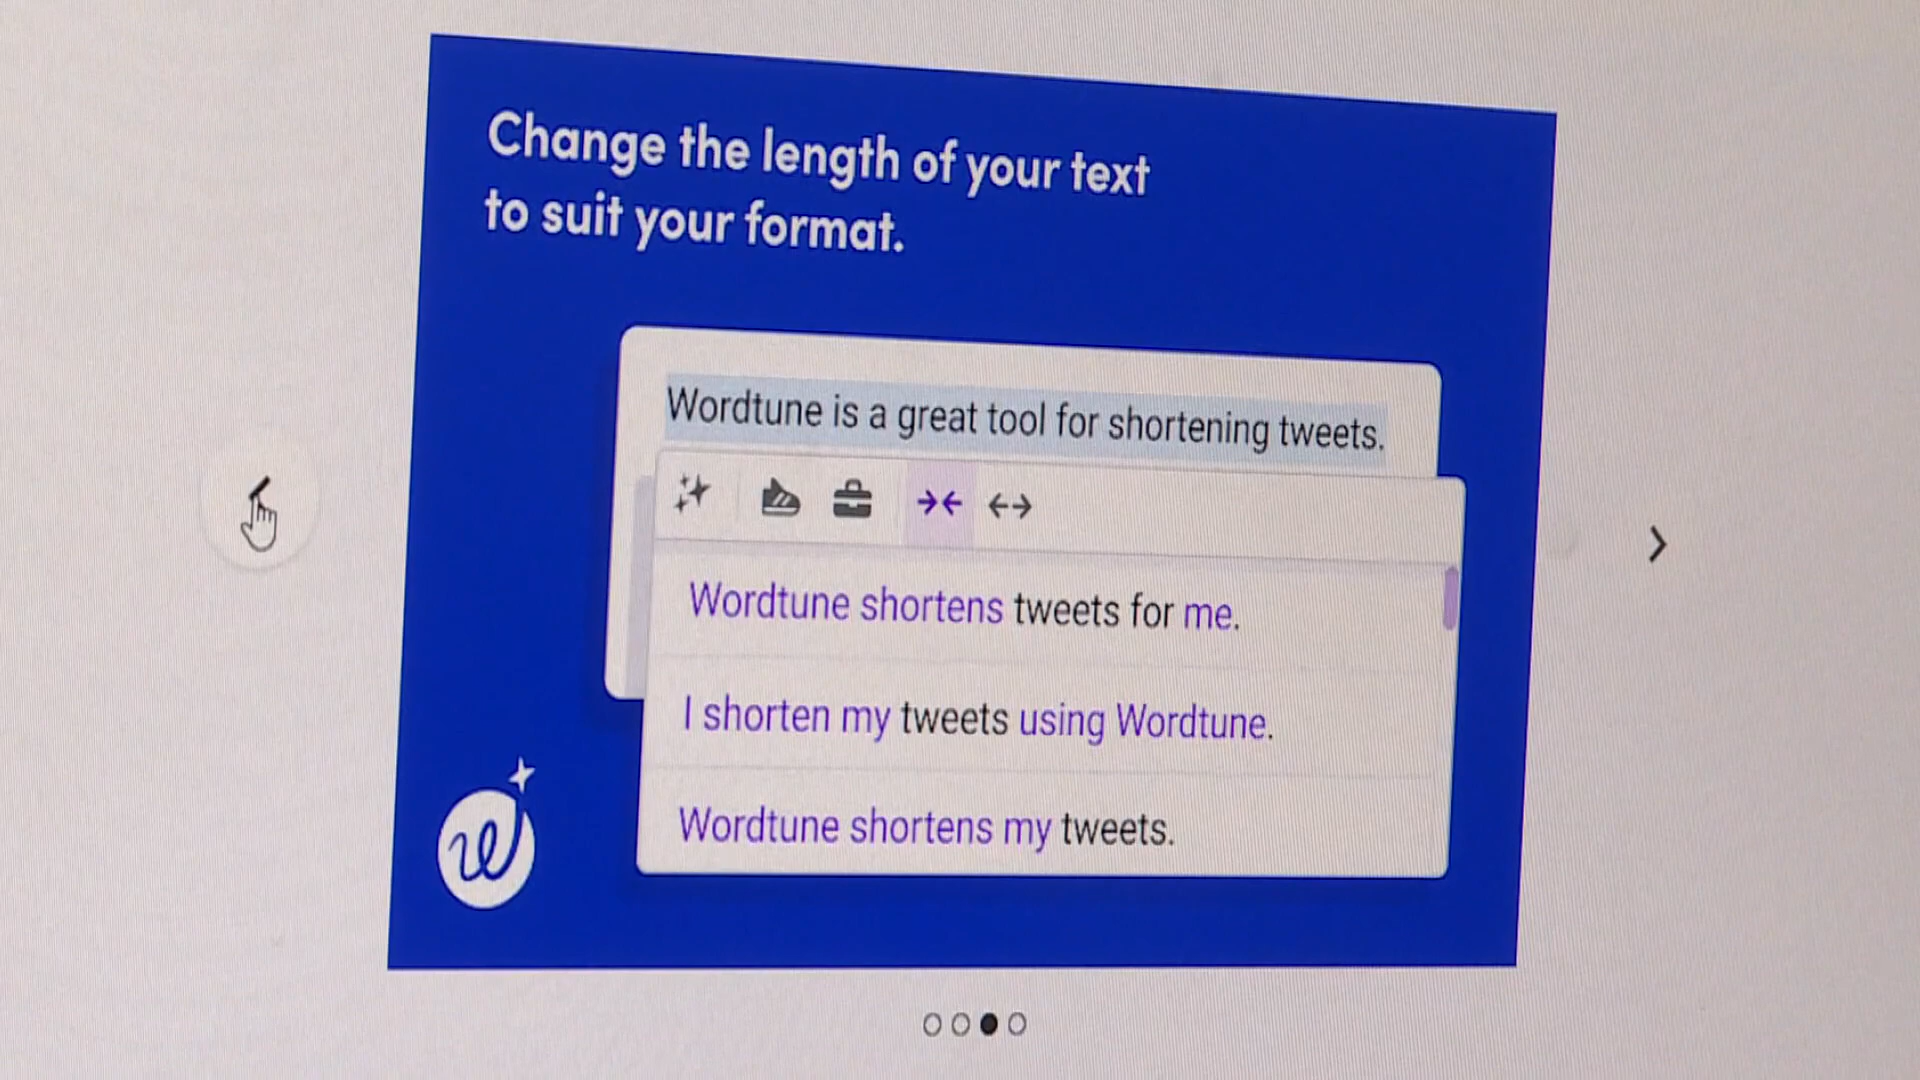 Change the length of your text
to suit your format.
Wordtune is a great tool for shortening tweets.
Wordtune shortens tweets for me.
I shorten my tweets using Wordtune.
Wordtune shortens my tweets.
w